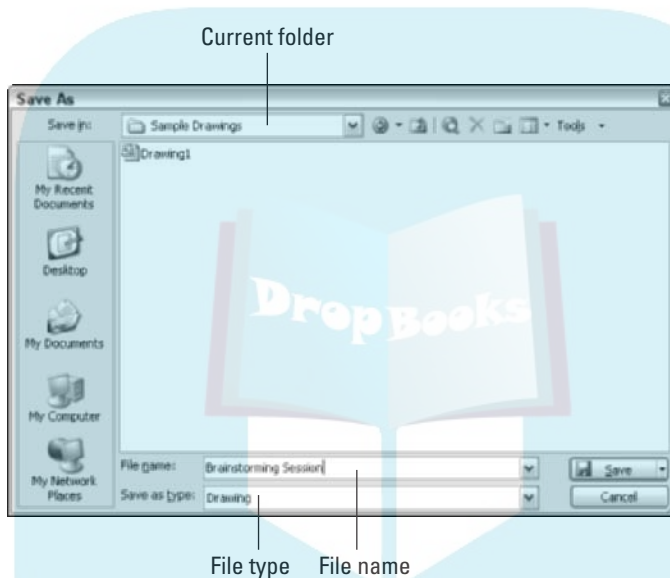 Current folder
Save As
Save in: Sample Drawings Tools
Drawing1
My Recent
Documents
Desktop
My Documents
My Computer
My Network
Places
DropBooks
File name: Brainstorming Session Save
Save as type: Drawing Cancel
File type File name